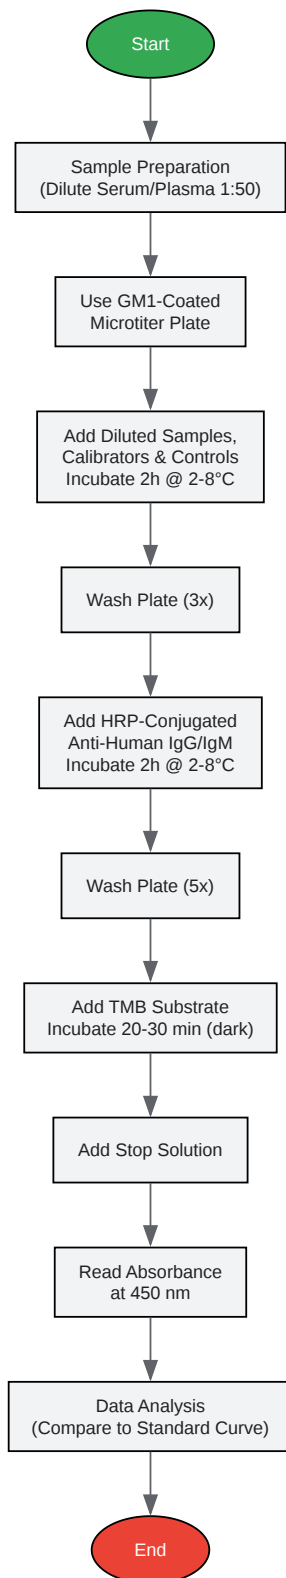 Start
Sample Preparation
(Dilute Serum/Plasma 1:50)
Use GM1-Coated
Microtiter Plate
Add Diluted Samples,
Calibrators & Controls
Incubate 2h @ 2-8°C
Wash Plate (3x)
Add HRP-Conjugated
Anti-Human IgG/IgM
Incubate 2h @ 2-8°C
Wash Plate (5x)
Add TMB Substrate
Incubate 20-30 min (dark)
Add Stop Solution
Read Absorbance
at 450 nm
Data Analysis
(Compare to Standard Curve)
End